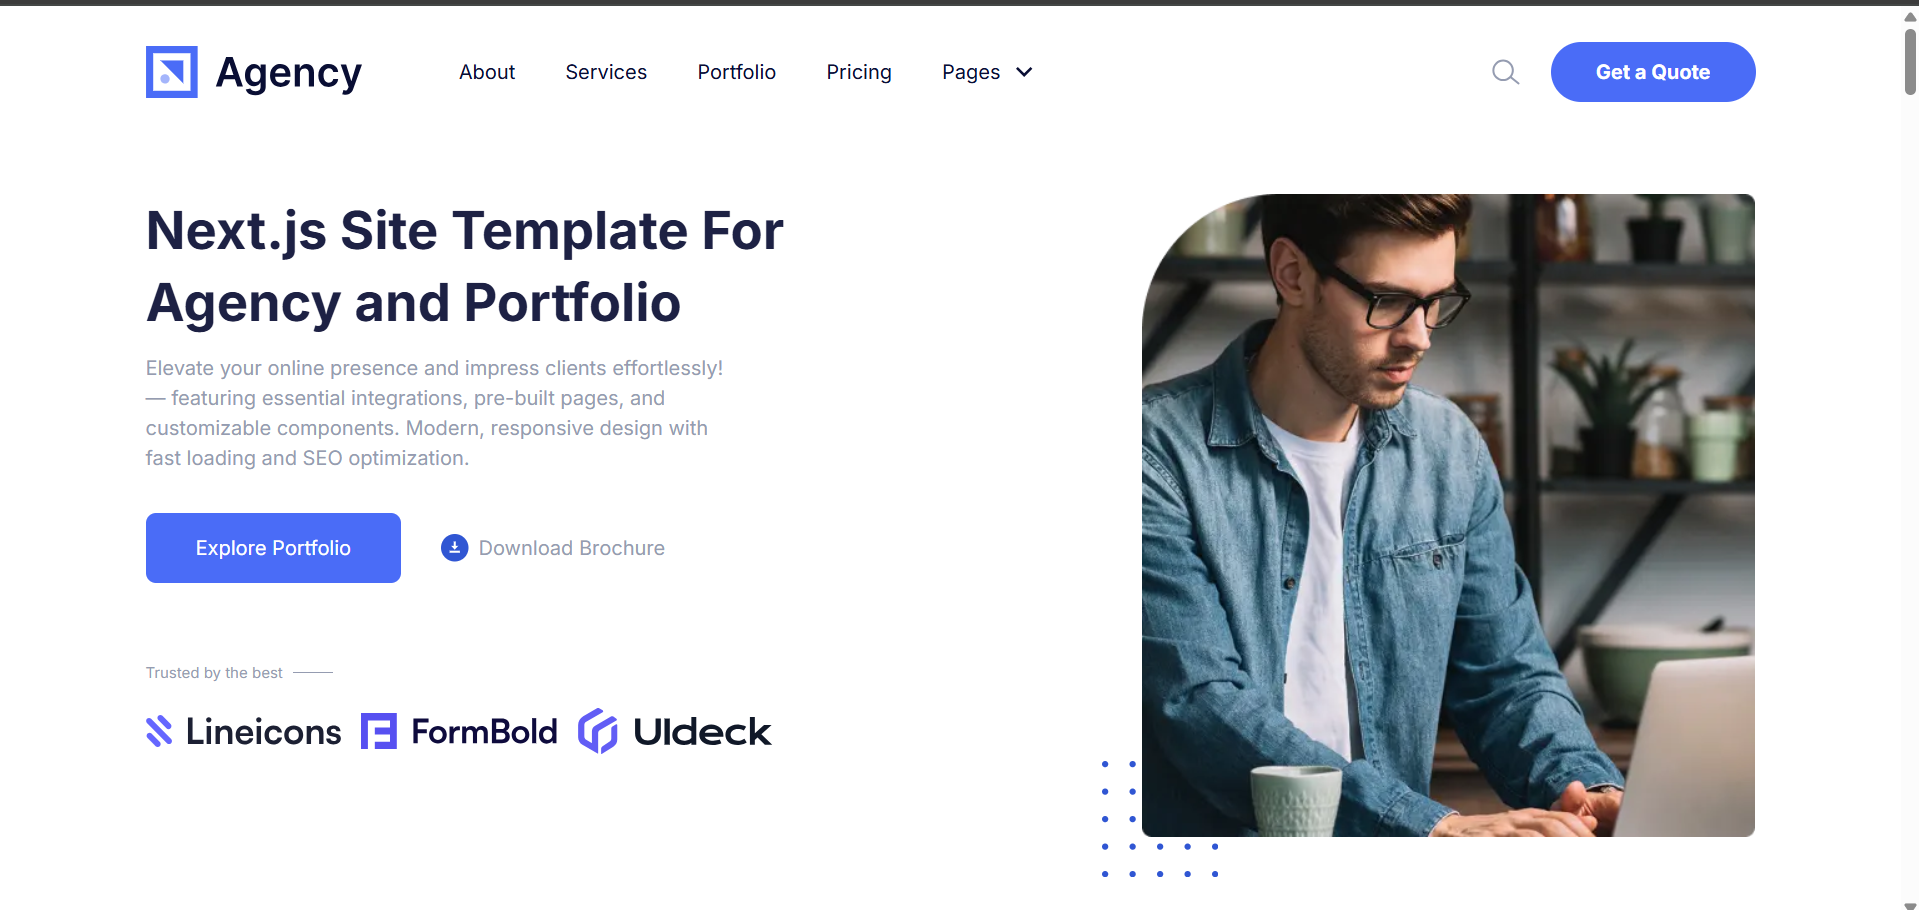 Agency
About
Services
Portfolio
Pricing
Pages
Get a Quote
Next.js Site Template For
Agency and Portfolio
Elevate your online presence and impress clients effortlessly!
— featuring essential integrations, pre-built pages, and
customizable components. Modern, responsive design with
fast loading and SEO optimization.
Explore Portfolio
Download Brochure
Trusted by the best
Lineicons
FormBold
UIdeck